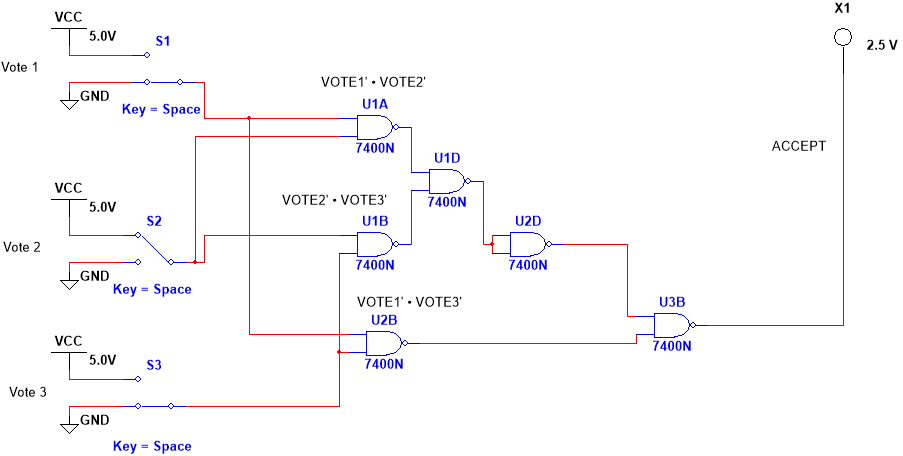 X1
2.5 V
VCC
5.0V
S1
Vote 1
GND
Key = Space
VOTE1' • VOTE2'
U1A
7400N
ACCEPT
U1D
7400N
VCC
5.0V
S2
Vote 2
GND
Key = Space
VOTE2' • VOTE3'
U1B
7400N
U2D
7400N
VOTE1' • VOTE3'
U2B
7400N
U3B
7400N
VCC
5.0V
S3
Vote 3
GND
Key = Space